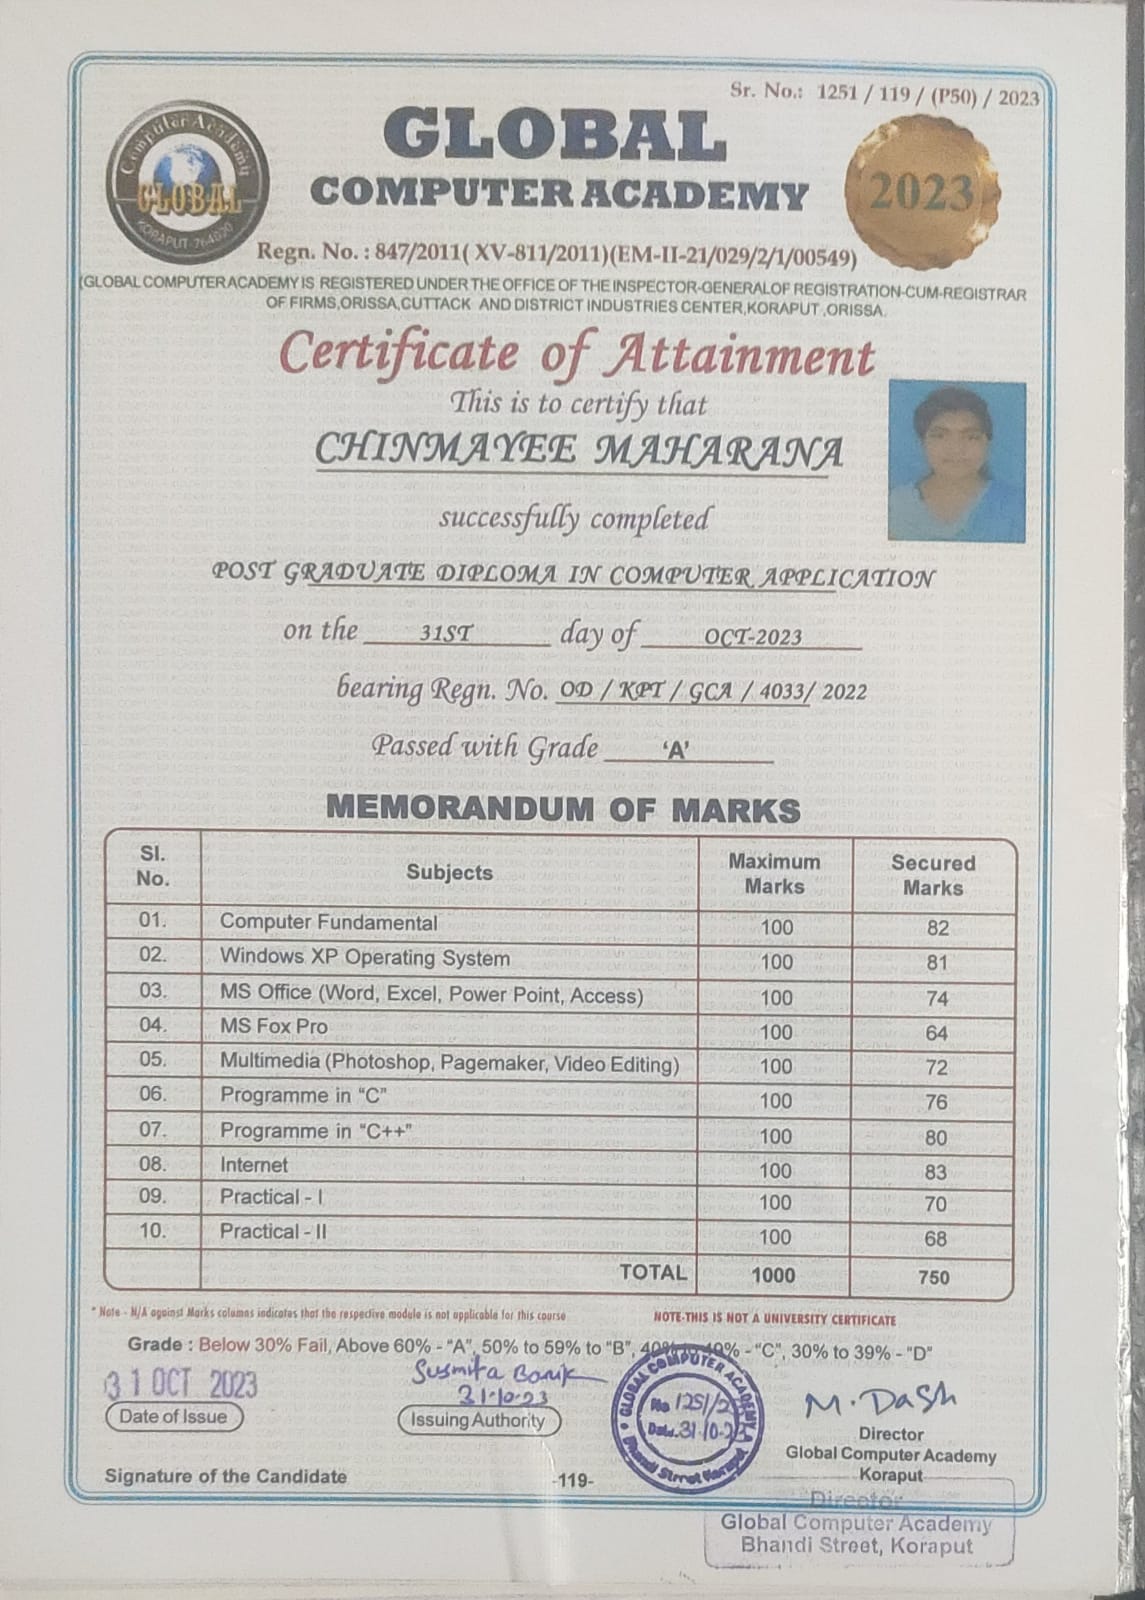 Sr. No.: 1251 / 119 / (P50) / 2023
Computer Academy
GLOBAL
KORAPUT-764020
GLOBAL
COMPUTER ACADEMY
2023
Regn. No. : 847/2011( XV-811/2011)(EM-II-21/029/2/1/00549)
(GLOBAL COMPUTER ACADEMY IS REGISTERED UNDER THE OFFICE OF THE INSPECTOR-GENERALOF REGISTRATION-CUM-REGISTRAR
OF FIRMS,ORISSA,CUTTACK AND DISTRICT INDUSTRIES CENTER,KORAPUT ,ORISSA.
Certificate of Attainment
This is to certify that
CHINMAYEE MAHARANA
successfully completed
POST GRADUATE DIPLOMA IN COMPUTER APPLICATION
on the 31ST day of OCT-2023
bearing Regn. No. OD / KPT / GCA / 4033/ 2022
Passed with Grade 'A'
MEMORANDUM OF MARKS
Sl. No. Subjects Maximum Marks Secured Marks
01. Computer Fundamental 100 82
02. Windows XP Operating System 100 81
03. MS Office (Word, Excel, Power Point, Access) 100 74
04. MS Fox Pro 100 64
05. Multimedia (Photoshop, Pagemaker, Video Editing) 100 72
06. Programme in "C" 100 76
07. Programme in "C++" 100 80
08. Internet 100 83
09. Practical - I 100 70
10. Practical - II 100 68
TOTAL 1000 750
* Note - N/A against Marks columns indicates that the respective module is not applicable for this course
NOTE-THIS IS NOT A UNIVERSITY CERTIFICATE
Grade : Below 30% Fail, Above 60% - "A", 50% to 59% to "B", 40% to 49% - "C", 30% to 39% - "D"
31 OCT 2023
Date of Issue
Susmita Barik
31.10.23
Issuing Authority
GLOBAL COMPUTER ACADEMY
No 1251/2
Date.31.10.23
Bhandi Street Koraput
M. Dash
Director
Global Computer Academy
Koraput
Signature of the Candidate
-119-
Director
Global Computer Academy
Bhandi Street, Koraput